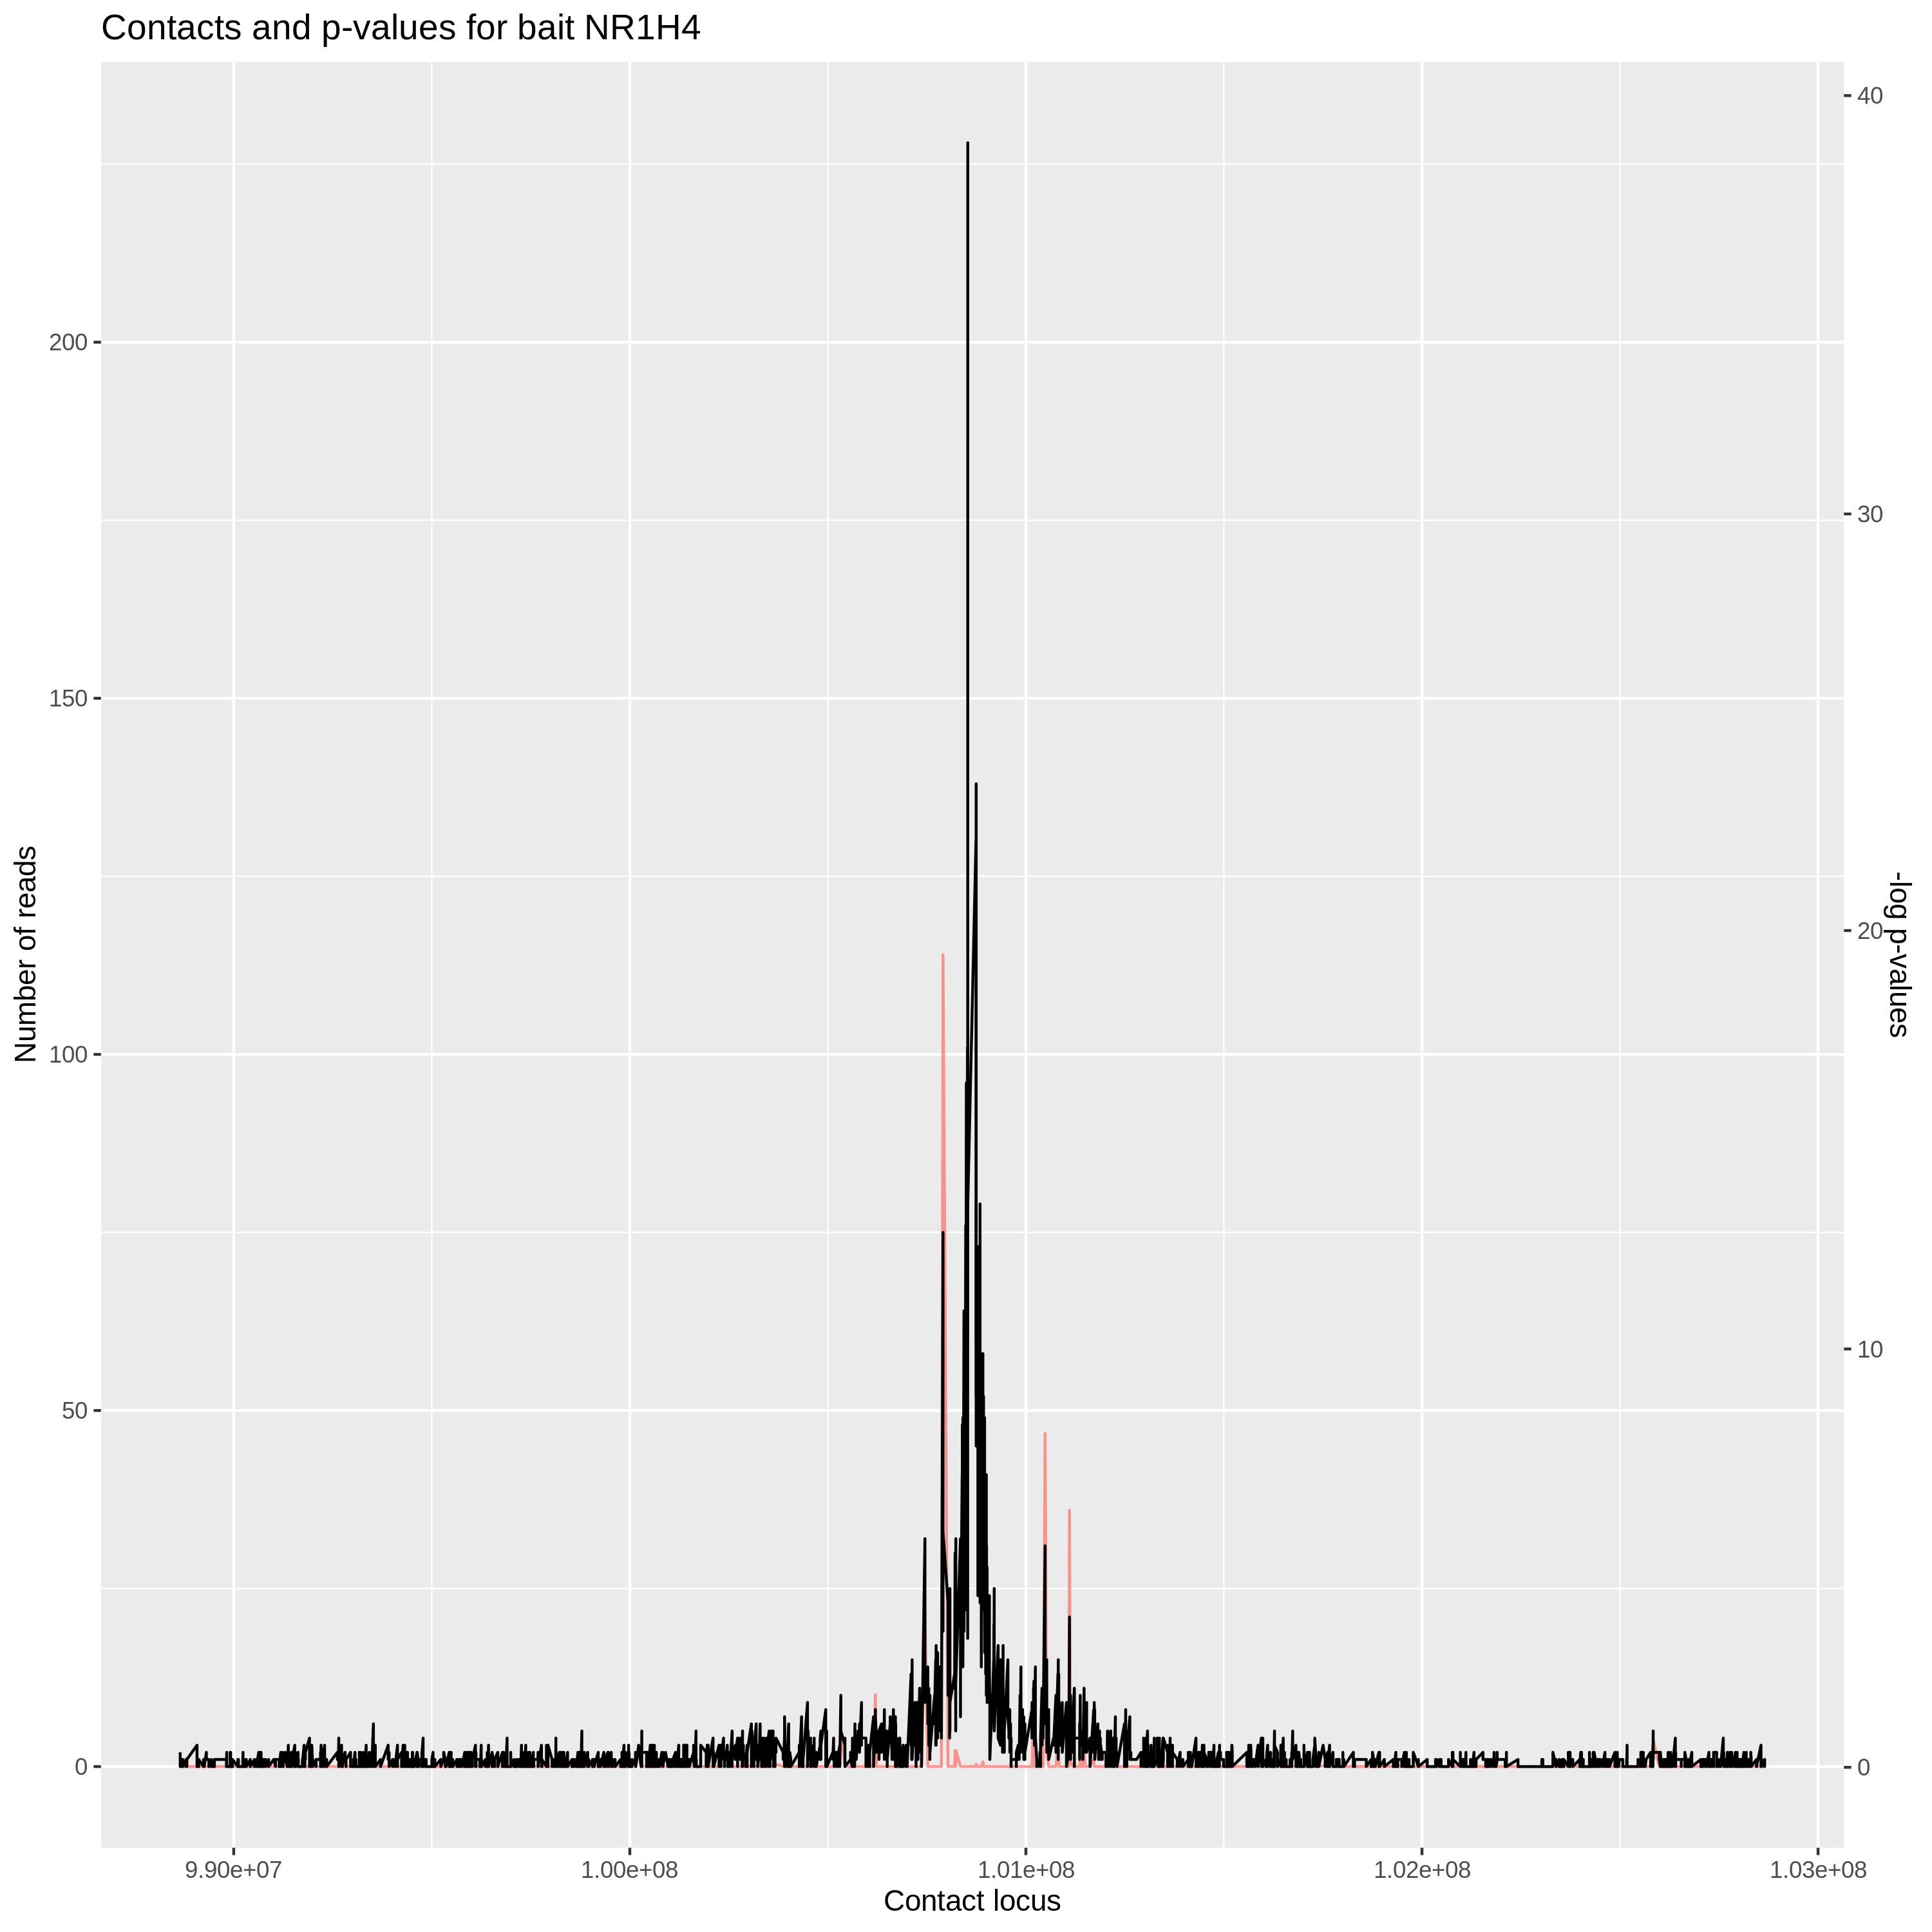 Contacts and p-values for bait NR1H4
40
200
30
150
Number of reads
-log p-values
20
100
10
50
0
0
9.90e+07
1.00e+08
1.01e+08
1.02e+08
1.03e+08
Contact locus